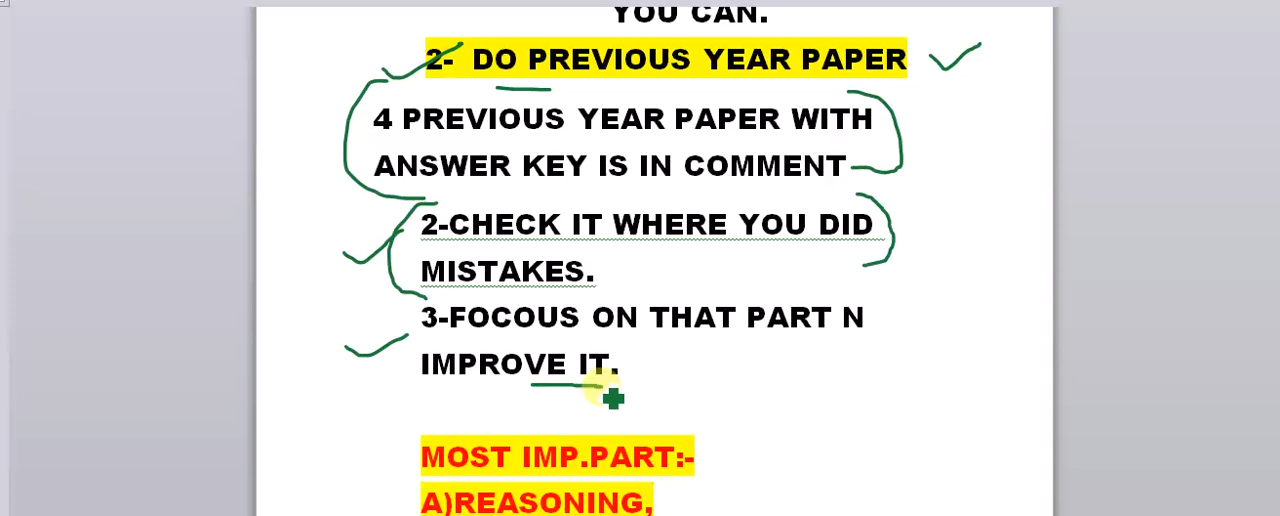 YOU CAN.
2- DO PREVIOUS YEAR PAPER
4 PREVIOUS YEAR PAPER WITH
ANSWER KEY IS IN COMMENT
2-CHECK IT WHERE YOU DID
MISTAKES.
3-FOCOUS ON THAT PART N
IMPROVE IT.
MOST IMP.PART:-
A)REASONING,